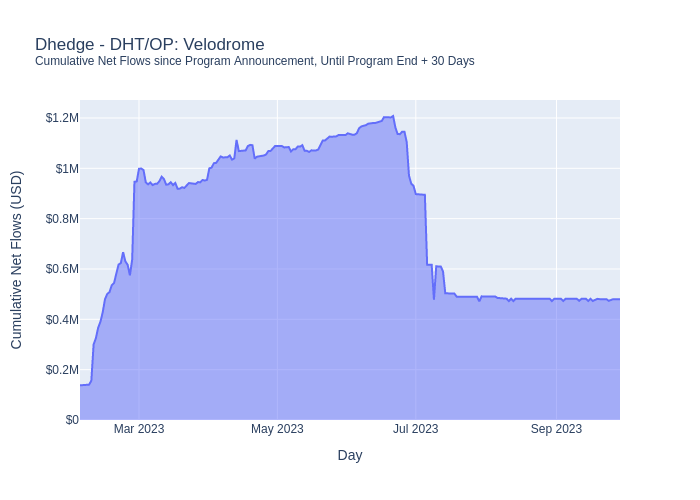 Dhedge - DHT/OP: Velodrome
Cumulative Net Flows since Program Announcement, Until Program End + 30 Days
Cumulative Net Flows (USD)
$1.2M
$1M
$0.8M
$0.6M
$0.4M
$0.2M
$0
Mar 2023
May 2023
Jul 2023
Sep 2023
Day